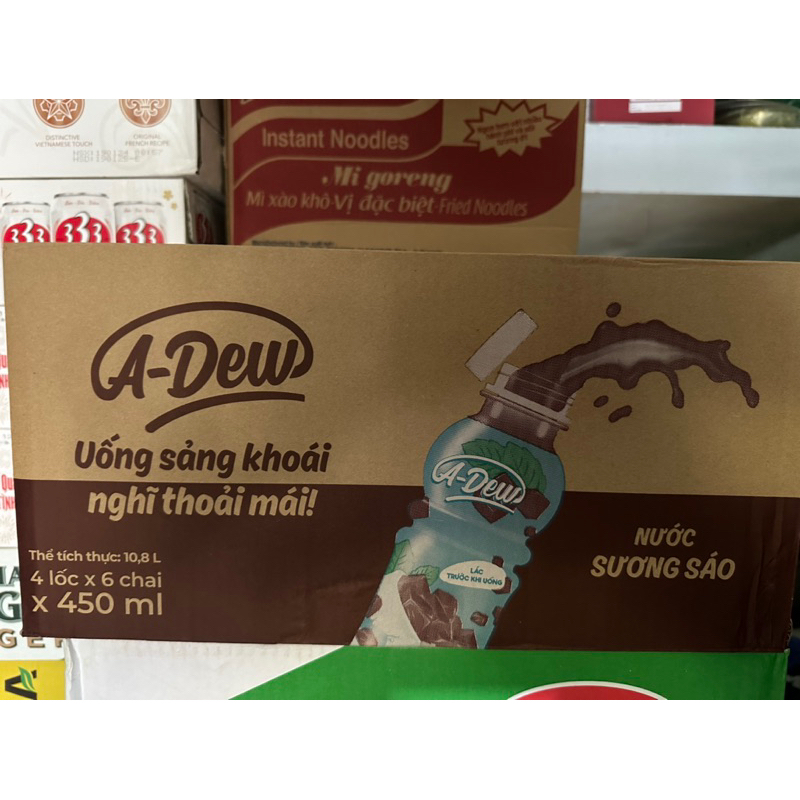 DISTINCTIVE
VIETNAMESE TOUCH
ORIGINAL
FRENCH RECIPE
Instant Noodles
Mi goreng
Mì xào khô Vị đặc biệt-Fried Noodles
333
333
333
A-Dew
Uống sảng khoái
nghĩ thoải mái!
Thể tích thực: 10,8 L
4 lốc x 6 chai
x 450 ml
A-Dew
LẮC
TRƯỚC KHI UỐNG
NƯỚC
SƯƠNG SÁO